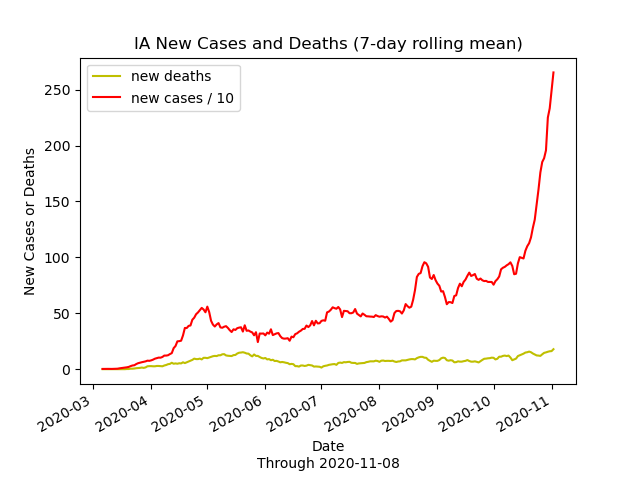 IA New Cases and Deaths (7-day rolling mean)
new deaths
new cases / 10
250
200
150
100
50
0
New Cases or Deaths
2020-03
2020-04
2020-05
2020-06
2020-07
2020-08
2020-09
2020-10
2020-11
Date
Through 2020-11-08